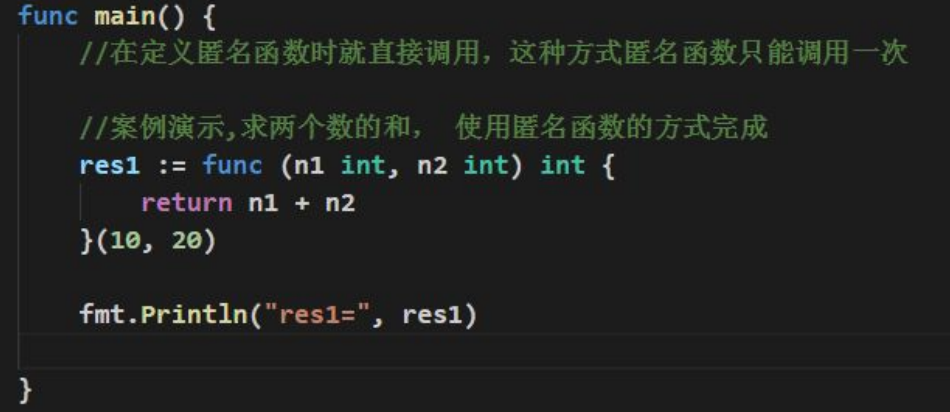 func main() {
//在定义匿名函数时就直接调用，这种方式匿名函数只能调用一次
//案例演示,求两个数的和， 使用匿名函数的方式完成
res1 := func (n1 int, n2 int) int {
return n1 + n2
}(10, 20)
fmt.Println("res1=", res1)
}